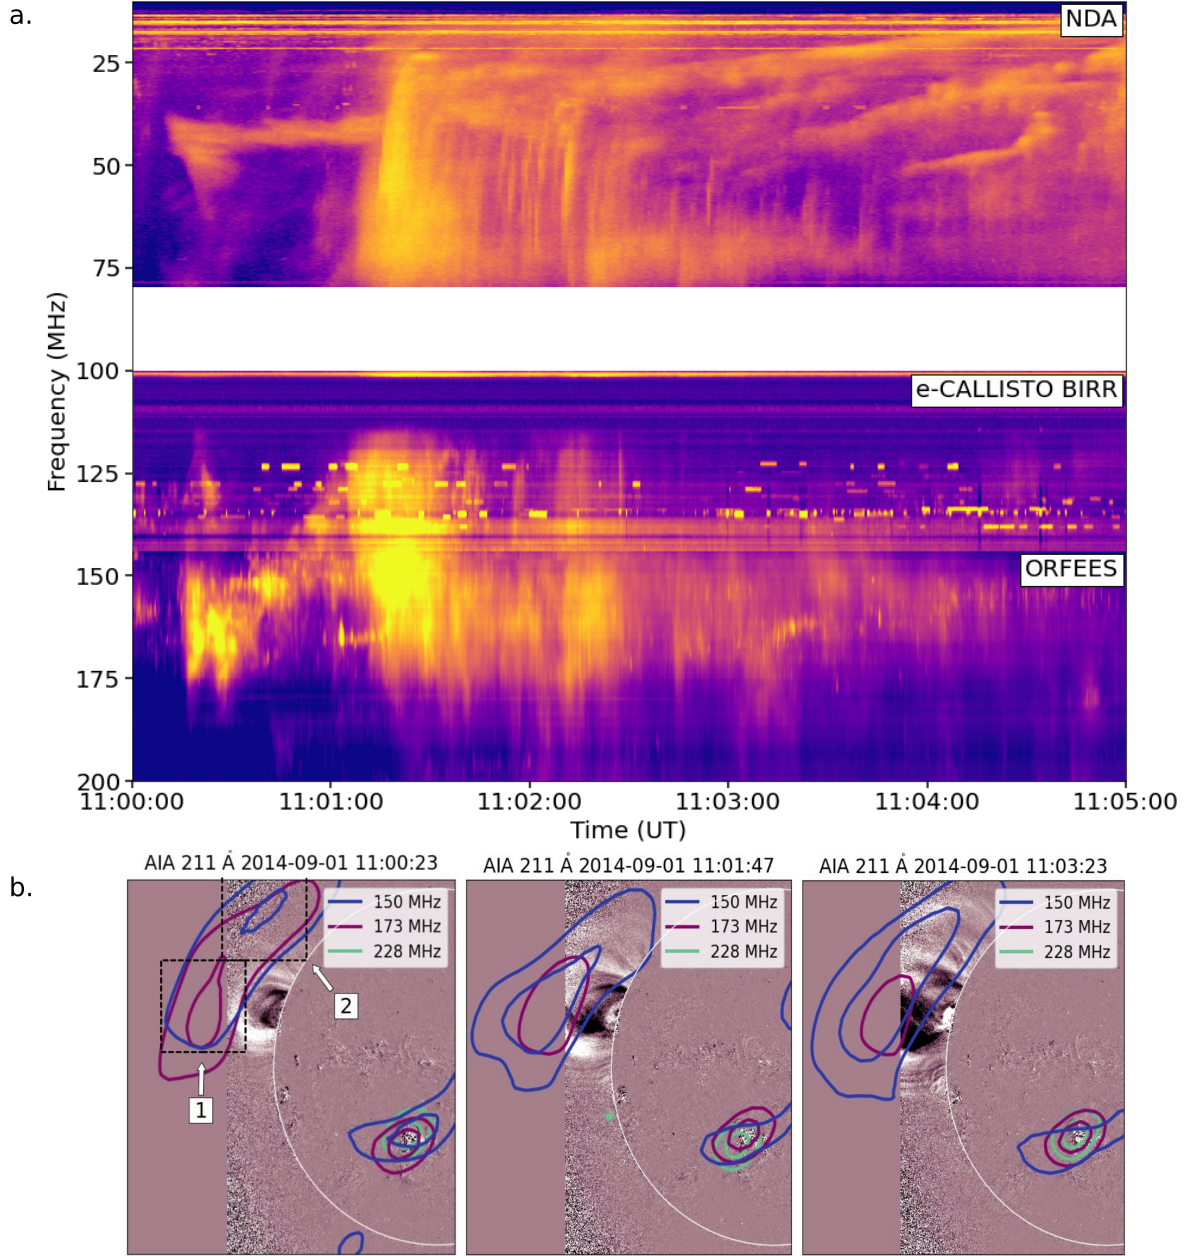 a.
NDA
25
50
75
100
e-CALLISTO BIRR
125
ORFEES
150
175
200
Frequency (MHz)
11:00:00 11:01:00 11:02:00 11:03:00 11:04:00 11:05:00
Time (UT)
b.
AIA 211 Å 2014-09-01 11:00:23
150 MHz
173 MHz
228 MHz
2
1
AIA 211 Å 2014-09-01 11:01:47
150 MHz
173 MHz
228 MHz
AIA 211 Å 2014-09-01 11:03:23
150 MHz
173 MHz
228 MHz